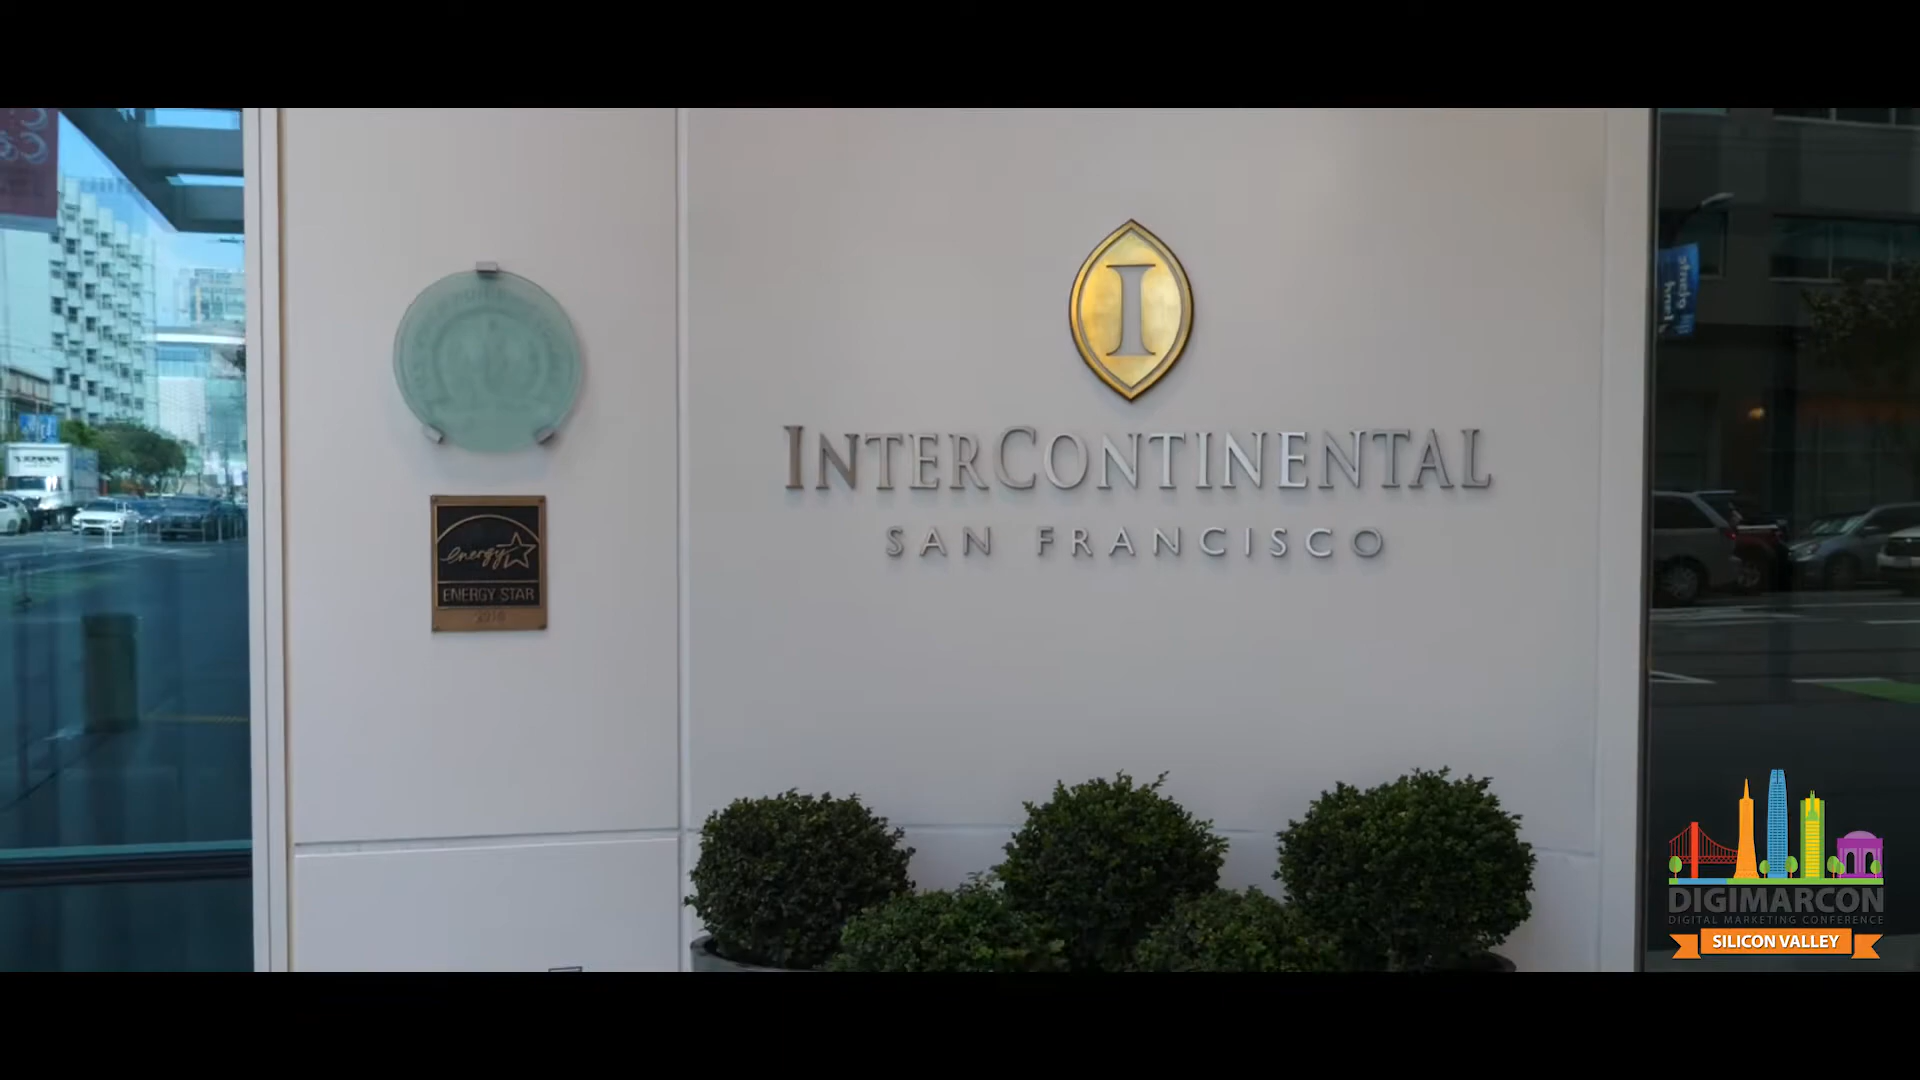 I
INTERCONTINENTAL
SAN FRANCISCO
energy
ENERGY STAR
DIGIMARCON
DIGITAL MARKETING CONFERENCE
SILICON VALLEY